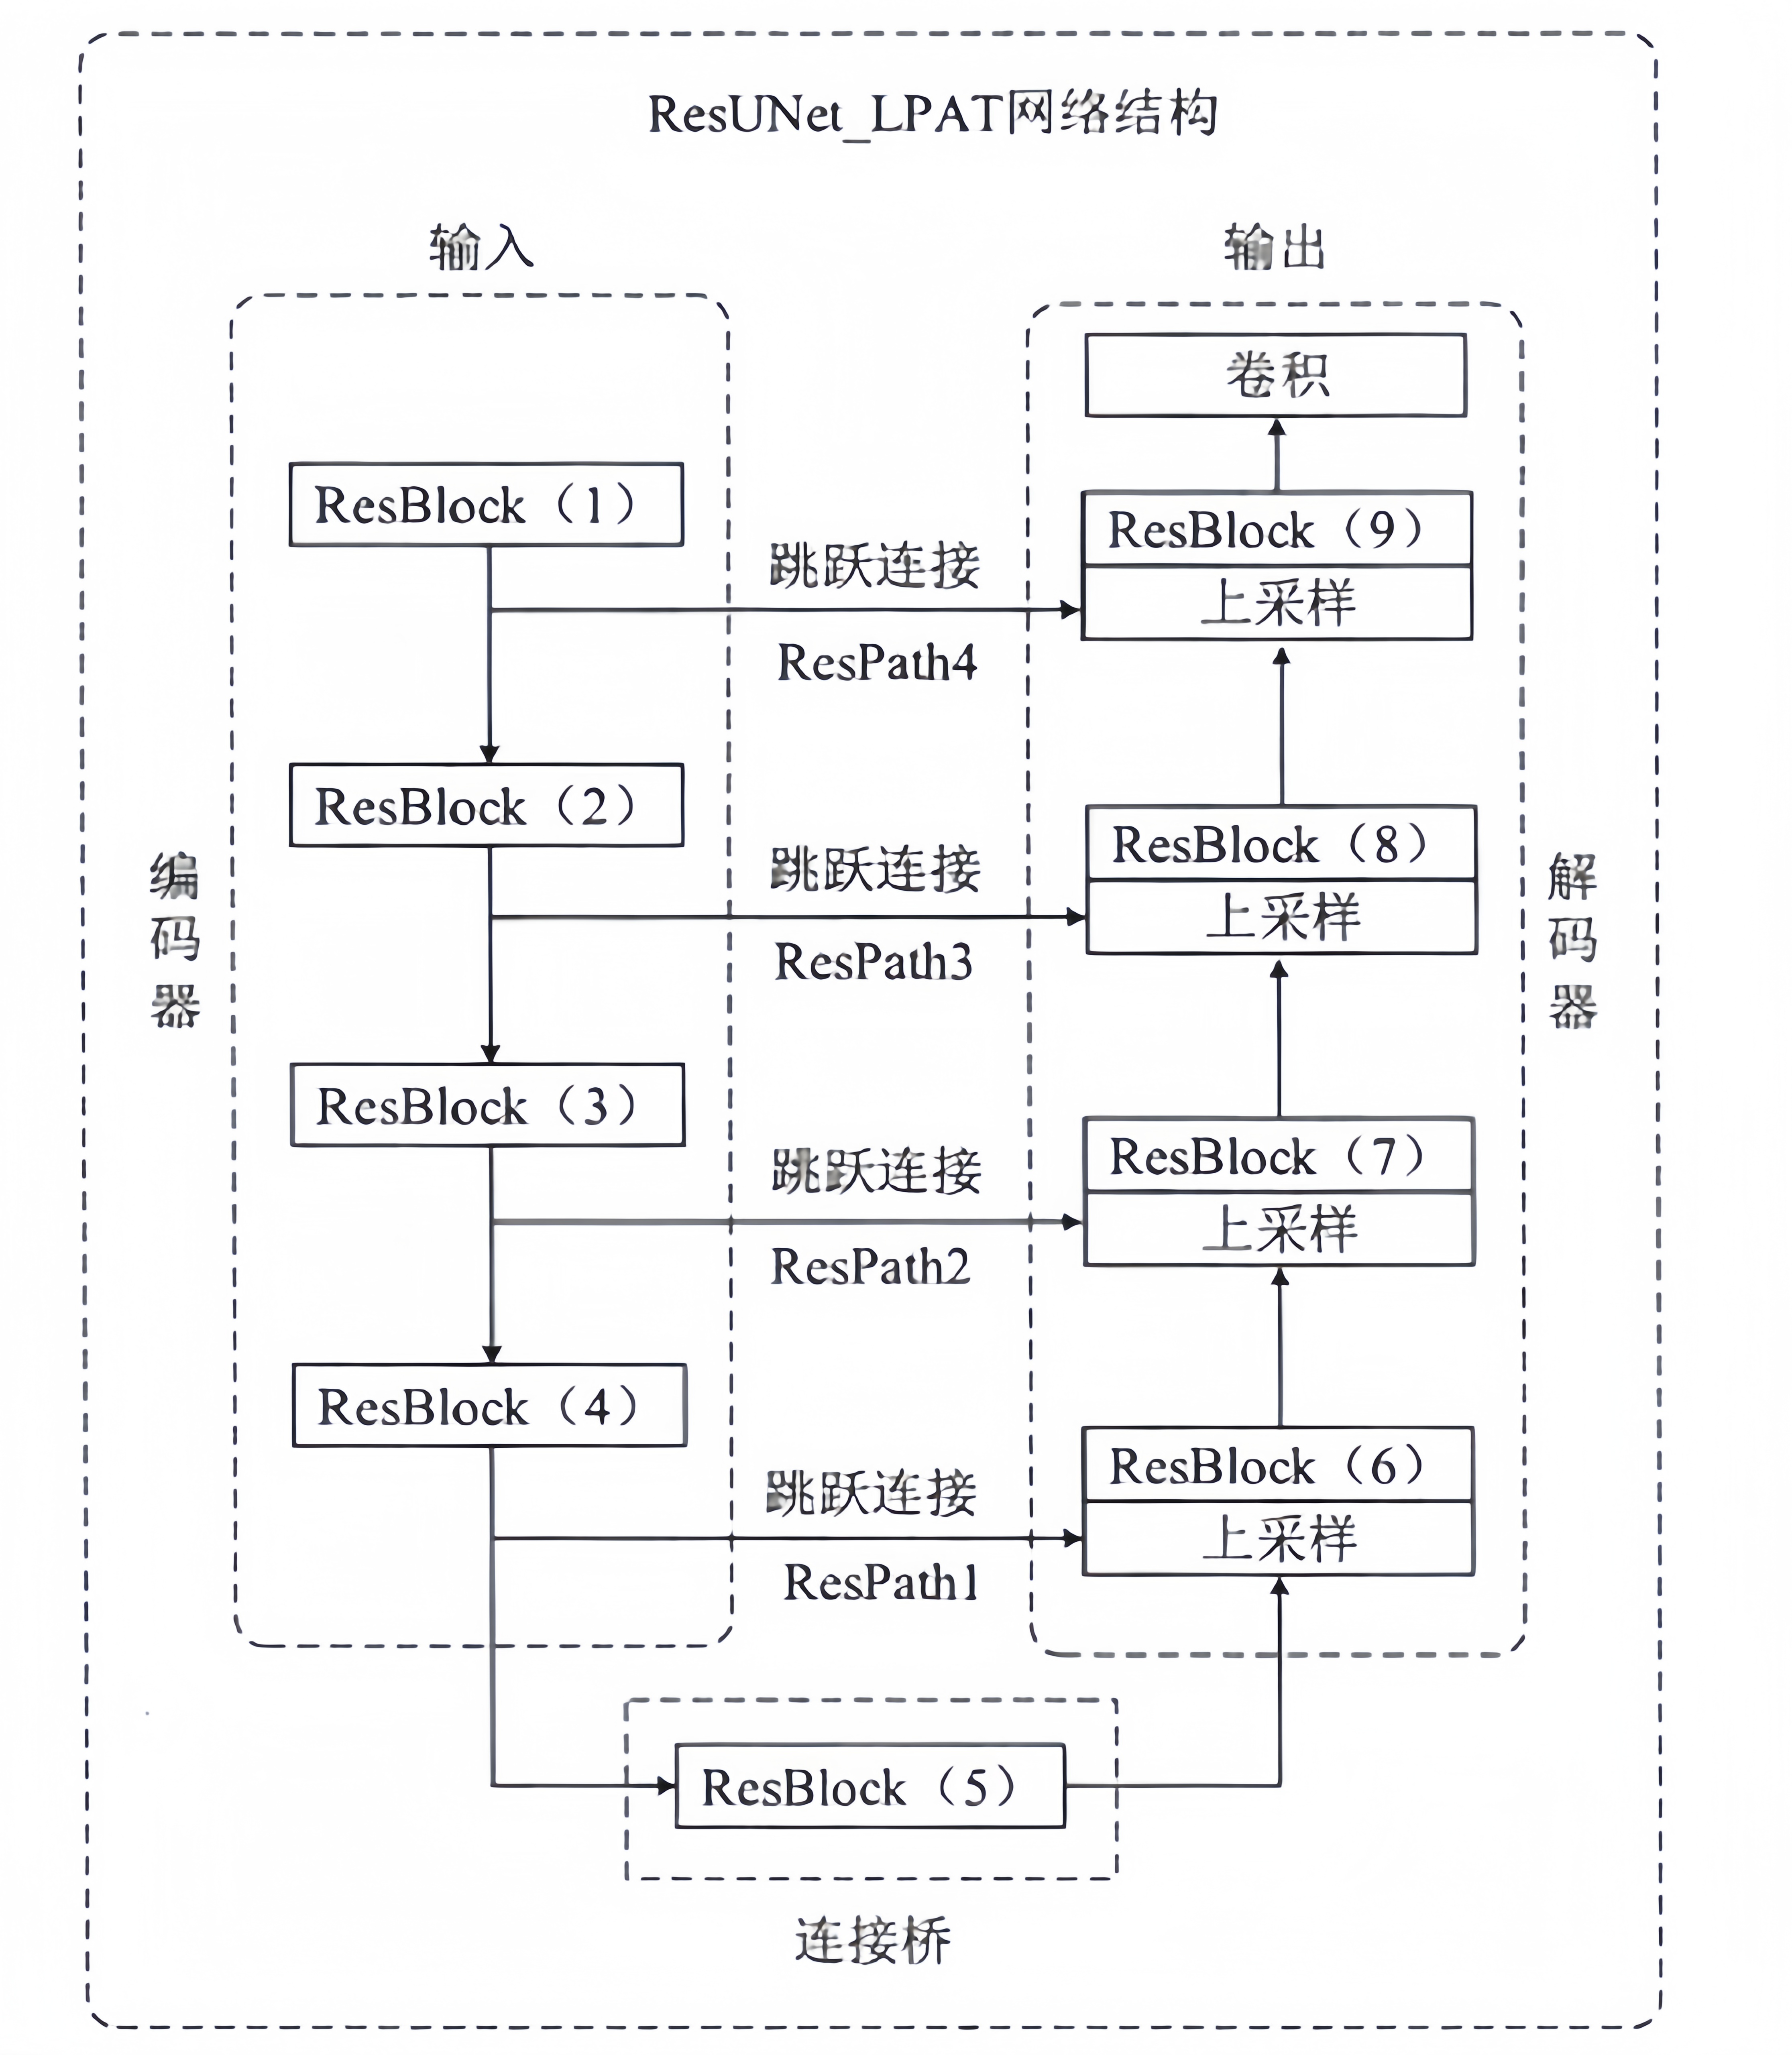 ResUNet_LPAT网络结构
输入
输出
卷积
ResBlock（1）
ResBlock（9）
跳跃连接
上采样
ResPath4
ResBlock（2）
ResBlock（8）
跳跃连接
上采样
ResPath3
编码器
解码器
ResBlock（3）
ResBlock（7）
跳跃连接
上采样
ResPath2
ResBlock（4）
ResBlock（6）
跳跃连接
上采样
ResPath1
ResBlock（5）
连接桥